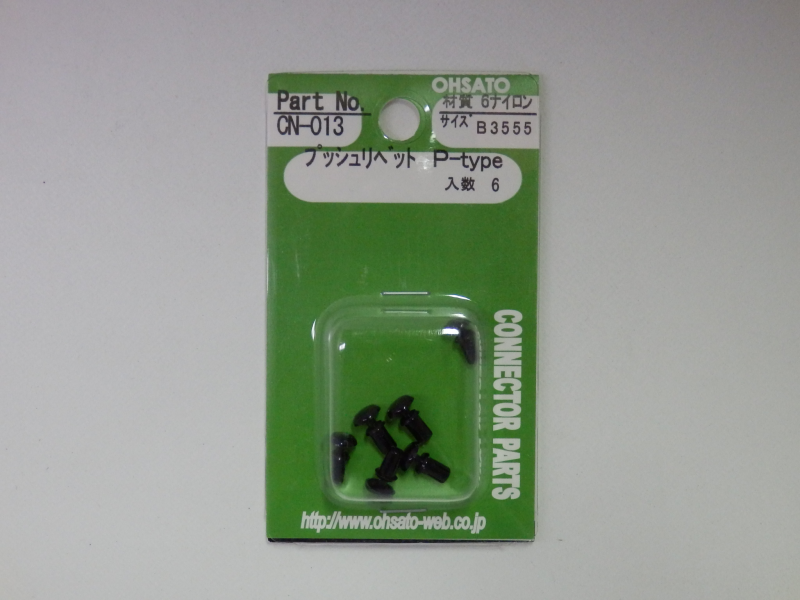 OHSATO
Part No.
CN-013
材質 6ナイロン
サイズ B3555
プッシュリベット P-type
入数 6
CONNECTOR PARTS
http://www.ohsato-web.co.jp